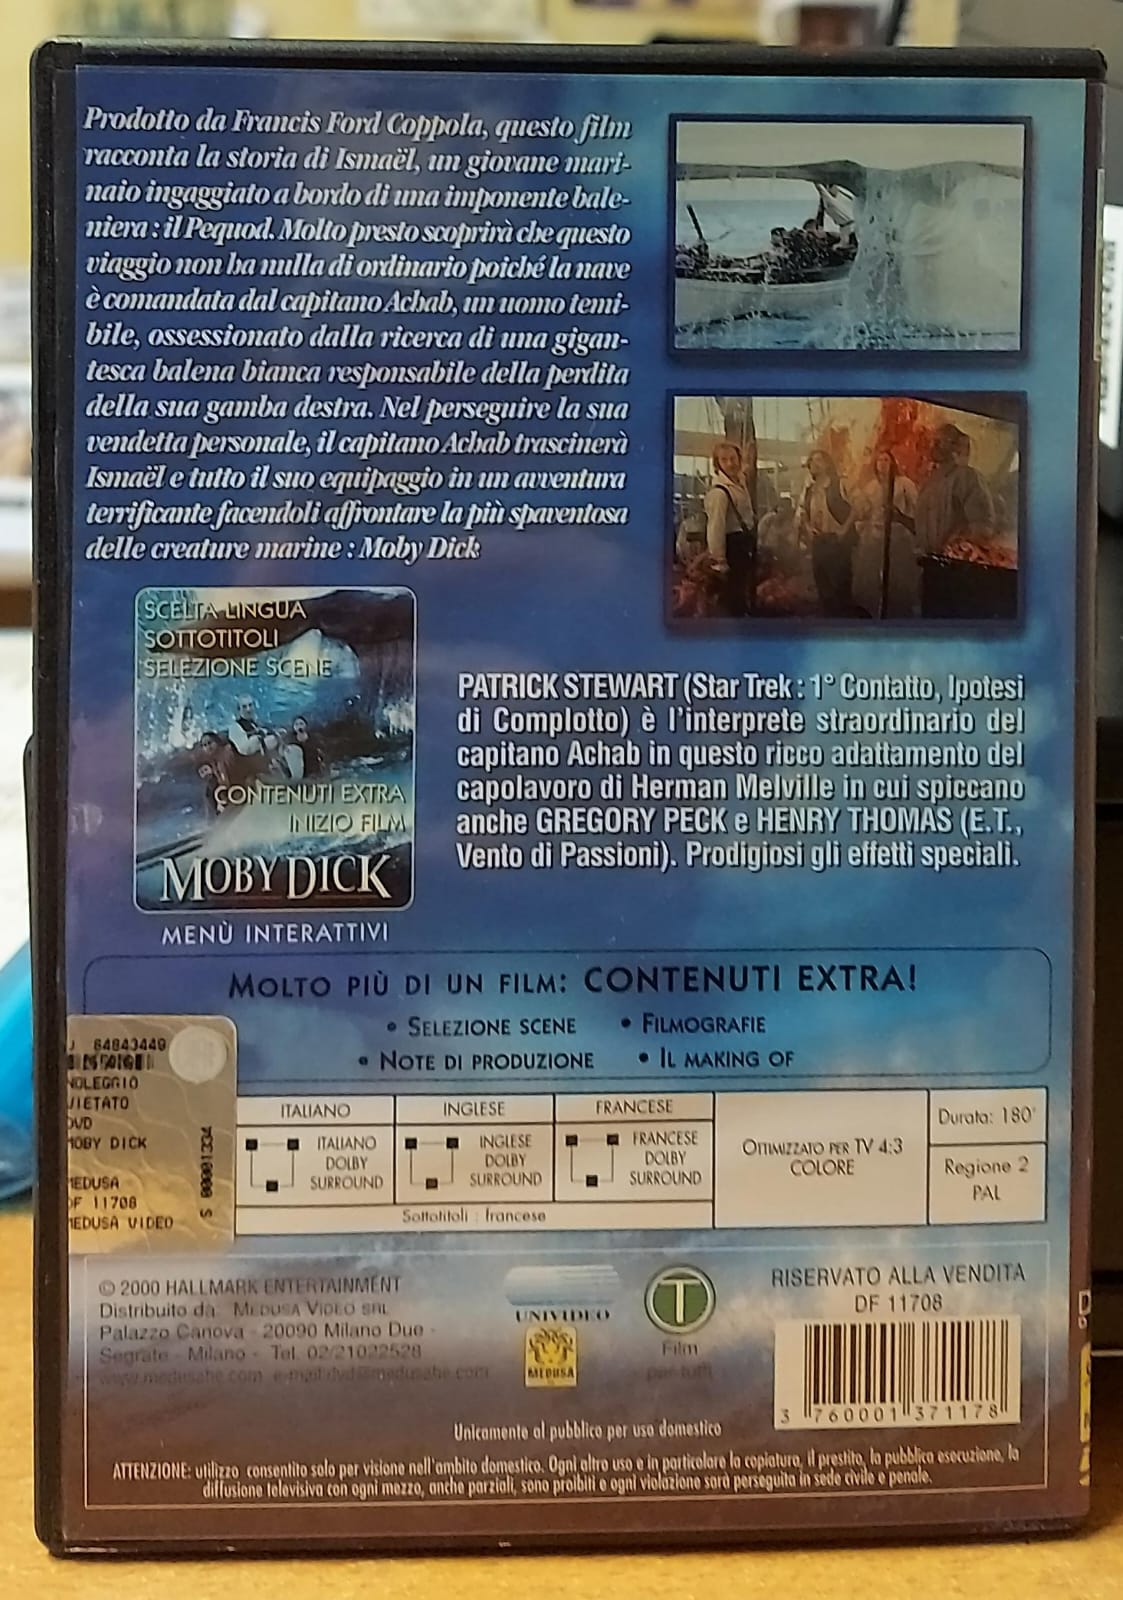 Prodotto da Francis Ford Coppola, questo film
racconta la storia di Ismaël, un giovane mari-
naio ingaggiato a bordo di una imponente bale-
niera : il Pequod. Molto presto scoprirà che questo
viaggio non ha nulla di ordinario poiché la nave
è comandata dal capitano Achab, un uomo temi-
bile, ossessionato dalla ricerca di una gigan-
tesca balena bianca responsabile della perdita
della sua gamba destra. Nel perseguire la sua
vendetta personale, il capitano Achab trascinerà
Ismaël e tutto il suo equipaggio in un avventura
terrificante facendoli affrontare la più spaventosa
delle creature marine : Moby Dick
SCELTA LINGUA
SOTTOTITOLI
SELEZIONE SCENE
CONTENUTI EXTRA
INIZIO FILM
MOBY DICK
MENÙ INTERATTIVI
PATRICK STEWART (Star Trek : 1° Contatto, Ipotesi
di Complotto) è l'interprete straordinario del
capitano Achab in questo ricco adattamento del
capolavoro di Herman Melville in cui spiccano
anche GREGORY PECK e HENRY THOMAS (E.T.,
Vento di Passioni). Prodigiosi gli effetti speciali.
MOLTO PIÙ DI UN FILM: CONTENUTI EXTRA!
• SELEZIONE SCENE • FILMOGRAFIE
• NOTE DI PRODUZIONE • IL MAKING OF
64843449
NOLEGGIO
VIETATO
DVD
MOBY DICK
MEDUSA
DF 11708
MEDUSA VIDEO
S 00001334
ITALIANO INGLESE FRANCESE
ITALIANO DOLBY SURROUND
INGLESE DOLBY SURROUND
FRANCESE DOLBY SURROUND
Sottotitoli : francese
OTTIMIZZATO PER TV 4:3
COLORE
Durata: 180'
Regione 2
PAL
© 2000 HALLMARK ENTERTAINMENT
Distribuito da: MEDUSA VIDEO SRL
Palazzo Canova - 20090 Milano Due -
Segrate - Milano - Tel. 02/21022528
www.medusahe.com e-mail:dvd@medusahe.com
UNIVIDEO
MEDUSA
T
Film
per tutti
RISERVATO ALLA VENDITA
DF 11708
3 760001 371178
Unicamente al pubblico per uso domestico
ATTENZIONE: utilizzo consentito solo per visione nell'ambito domestico. Ogni altro uso e in particolare la copiatura, il prestito, la pubblica esecuzione, la
diffusione televisiva con ogni mezzo, anche parziali, sono proibiti e ogni violazione sarà perseguita in sede civile e penale.